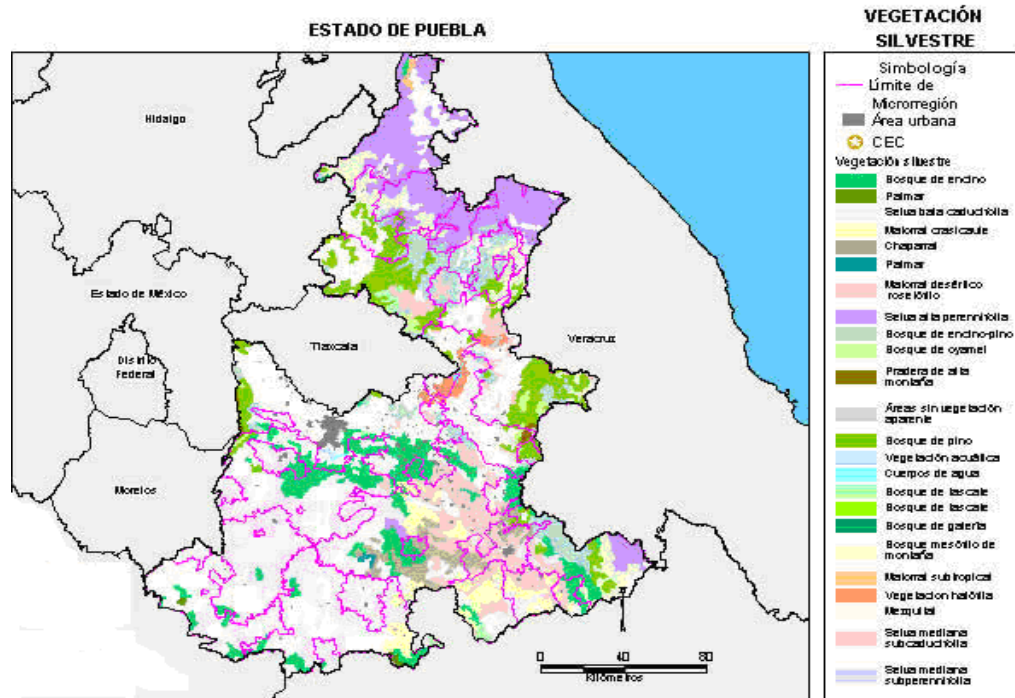 ESTADO DE PUEBLA
Hidalgo
Estado de México
Distrito
Federal
Tlaxcala
Veracruz
Morelos
0 40 80
Kilómetros
VEGETACIÓN
SILVESTRE
Simbología
Límite de
Microrregión
Área urbana
CEC
Vegetación silvestre
Bosque de encino
Palmar
Selva baja caducifolia
Matorral crasicaule
Chaparral
Palmar
Matorral desértico
rosetófilo
Selva alta perennifolia
Bosque de encino-pino
Bosque de oyamel
Pradera de alta
montaña
Áreas sin vegetación
aparente
Bosque de pino
Vegetación acuática
Cuerpos de agua
Bosque de tascate
Bosque de tascate
Bosque de galería
Bosque mesófilo de
montaña
Matorral subtropical
Vegetacion halófila
Mezquital
Selva mediana
subcaducifolia
Selva mediana
subperennifolia